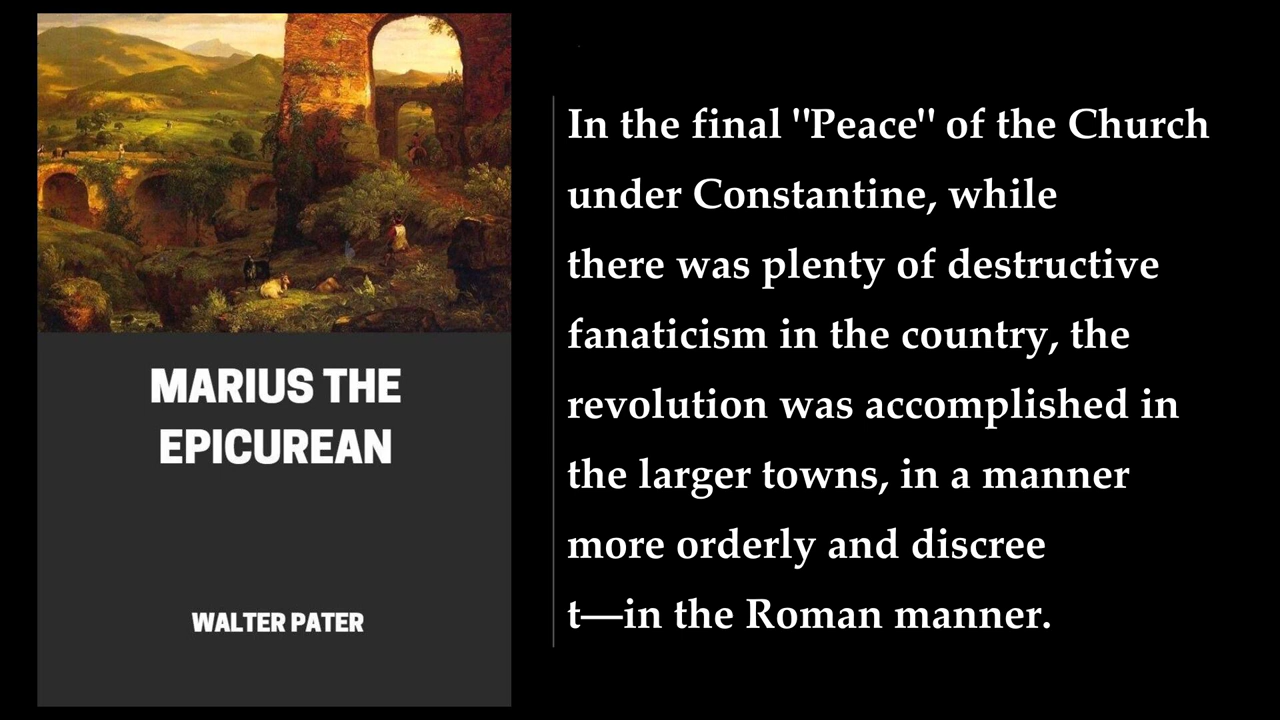 MARIUS THE
EPICUREAN
WALTER PATER
In the final "Peace" of the Church
under Constantine, while
there was plenty of destructive
fanaticism in the country, the
revolution was accomplished in
the larger towns, in a manner
more orderly and discree
t—in the Roman manner.